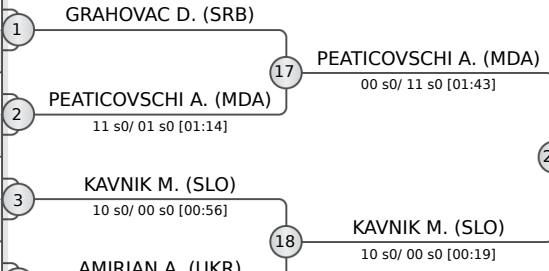 GRAHOVAC D. (SRB)
1
17
PEATICOVSCHI A. (MDA)
00 s0/ 11 s0 [01:43]
PEATICOVSCHI A. (MDA)
2
11 s0/ 01 s0 [01:14]
KAVNIK M. (SLO)
3
10 s0/ 00 s0 [00:56]
18
KAVNIK M. (SLO)
10 s0/ 00 s0 [00:19]
AMIRIAN A. (UKR)